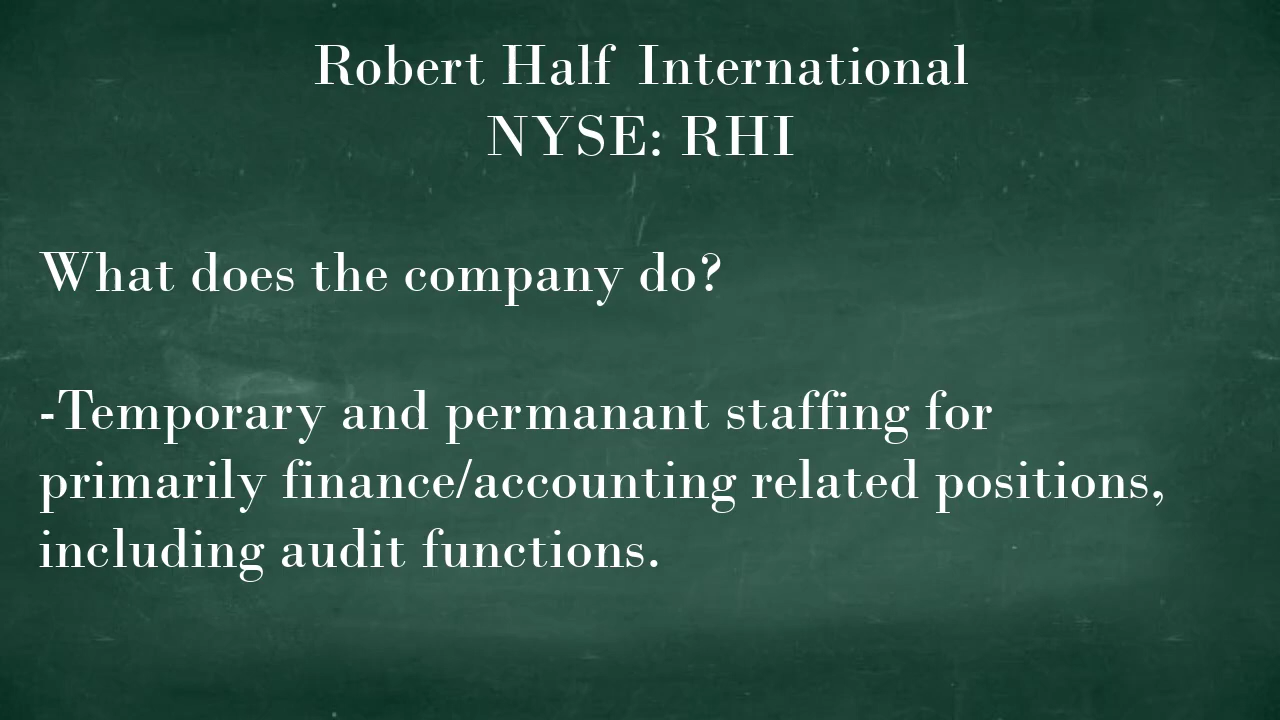 Robert Half International
NYSE: RHI
What does the company do?
-Temporary and permanant staffing for
primarily finance/accounting related positions,
including audit functions.